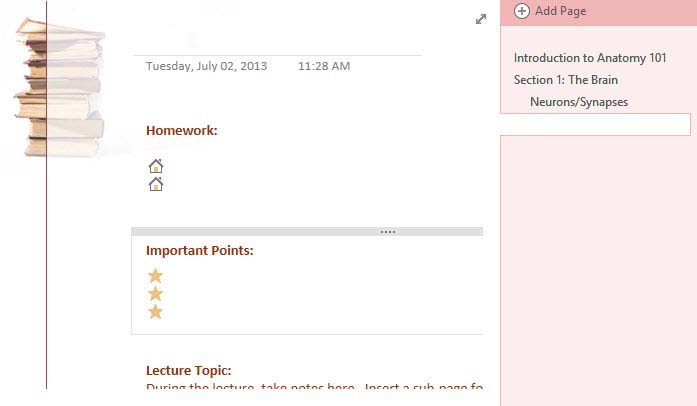 Add Page
Tuesday, July 02, 2013 11:28 AM
Introduction to Anatomy 101
Section 1: The Brain
Neurons/Synapses
Homework:
Important Points:
Lecture Topic:
During the lecture, take notes here. Insert a sub-page fo